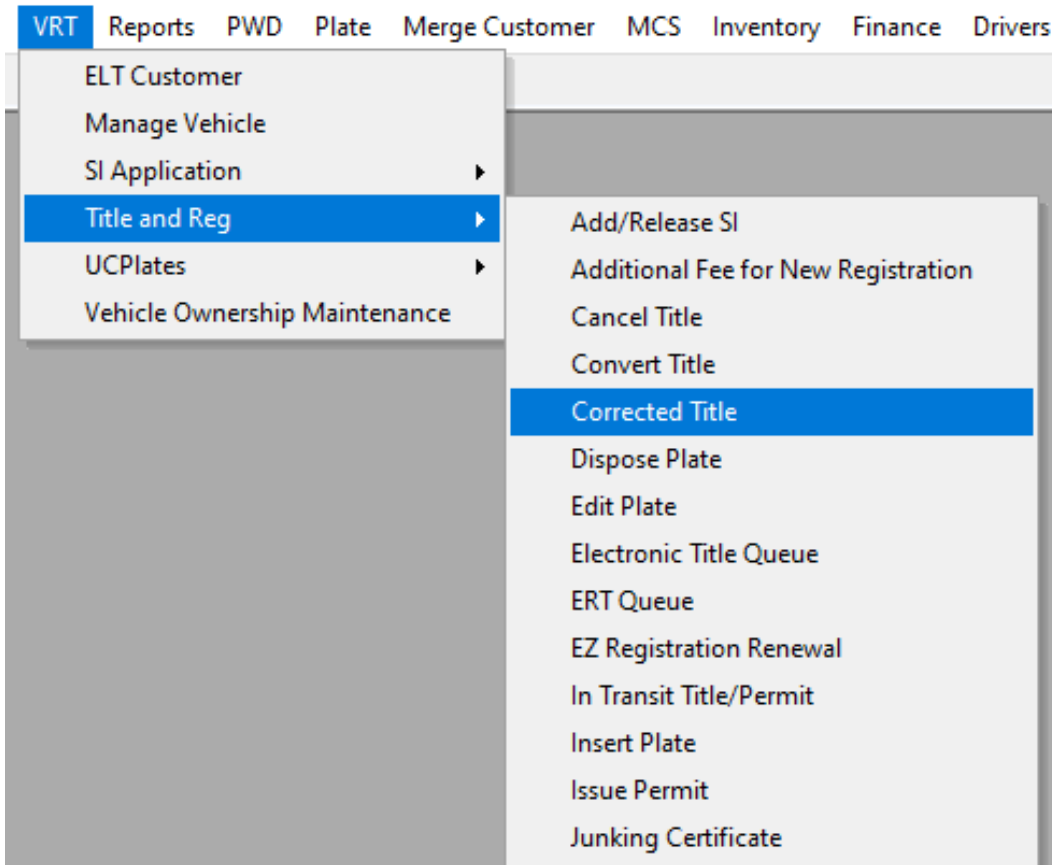 VRT Reports PWD Plate Merge Customer MCS Inventory Finance Drivers
ELT Customer
Manage Vehicle
SI Application
Title and Reg
UCPlates
Vehicle Ownership Maintenance
Add/Release SI
Additional Fee for New Registration
Cancel Title
Convert Title
Corrected Title
Dispose Plate
Edit Plate
Electronic Title Queue
ERT Queue
EZ Registration Renewal
In Transit Title/Permit
Insert Plate
Issue Permit
Junking Certificate